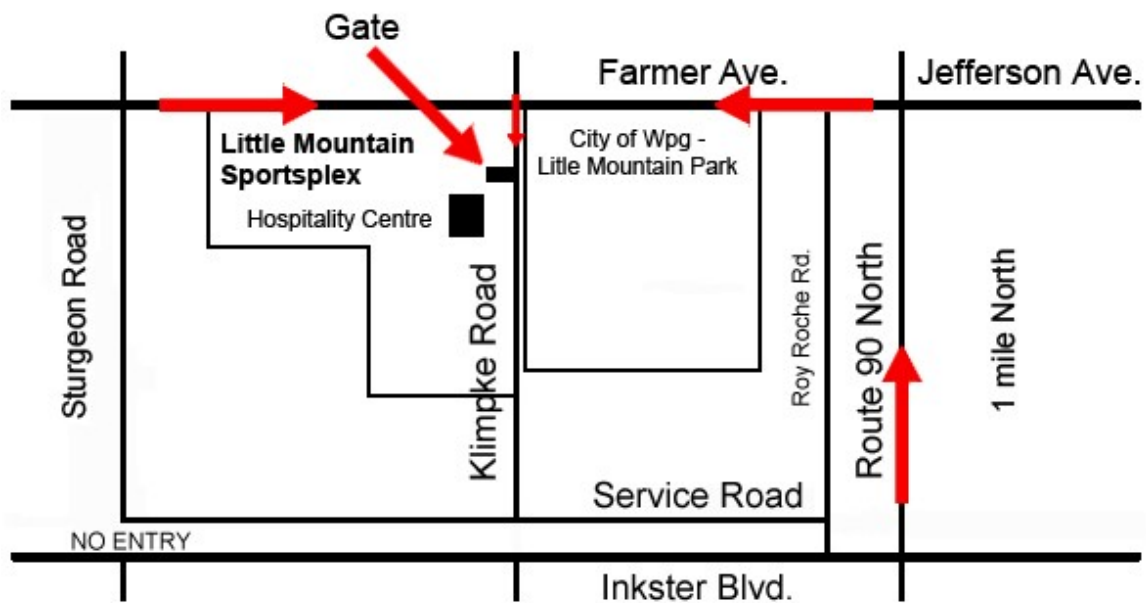 Gate
Farmer Ave.
Jefferson Ave.
Little Mountain
Sportsplex
City of Wpg -
Litle Mountain Park
Hospitality Centre
Sturgeon Road
Klimpke Road
Roy Roche Rd.
Route 90 North
1 mile North
Service Road
NO ENTRY
Inkster Blvd.